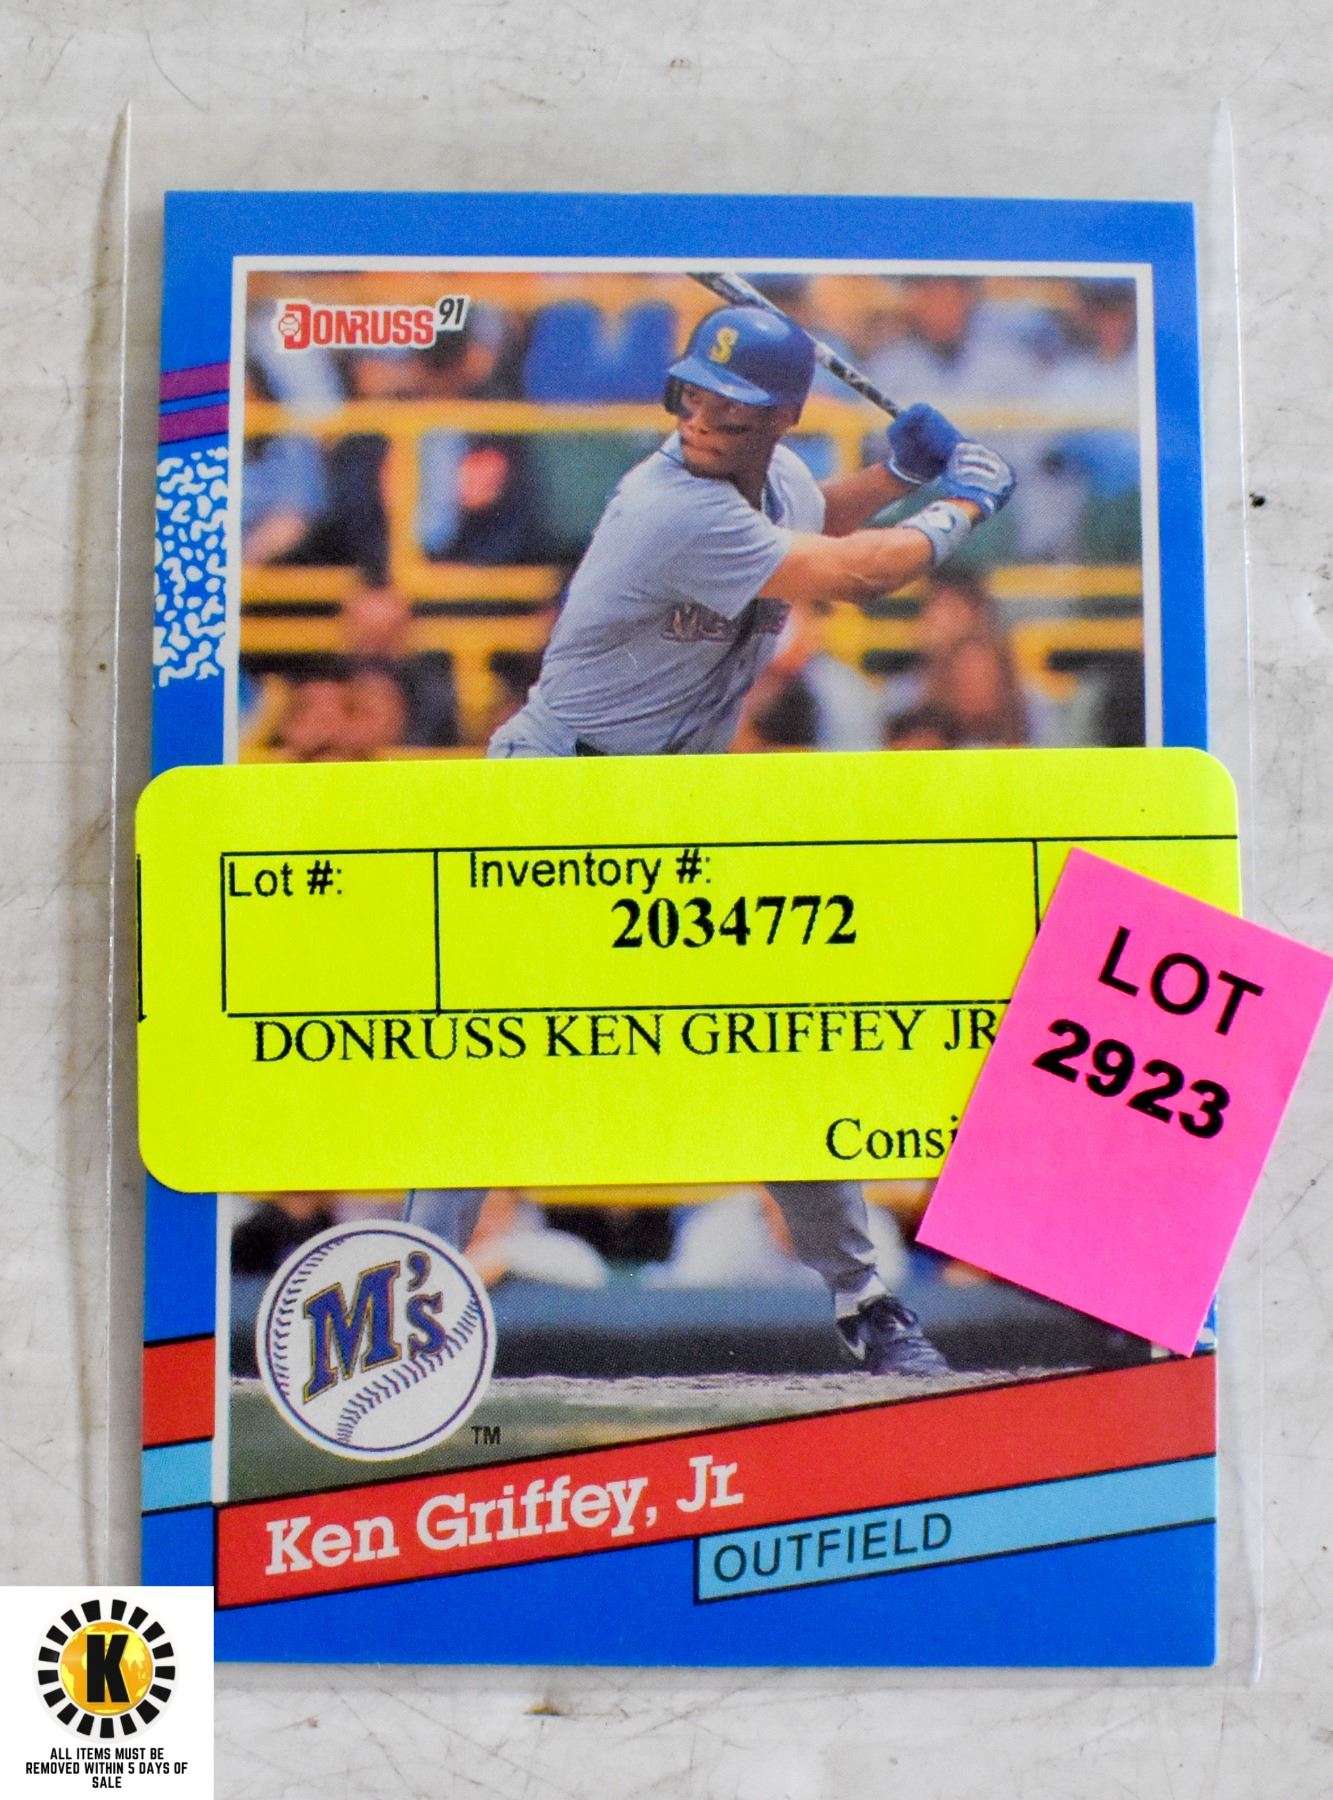 DONRUSS 91
S
Lot #:
Inventory #:
2034772
DONRUSS KEN GRIFFEY JR
LOT
2923
M's
TM
Ken Griffey, Jr
OUTFIELD
K
ALL ITEMS MUST BE
REMOVED WITHIN 5 DAYS OF
SALE